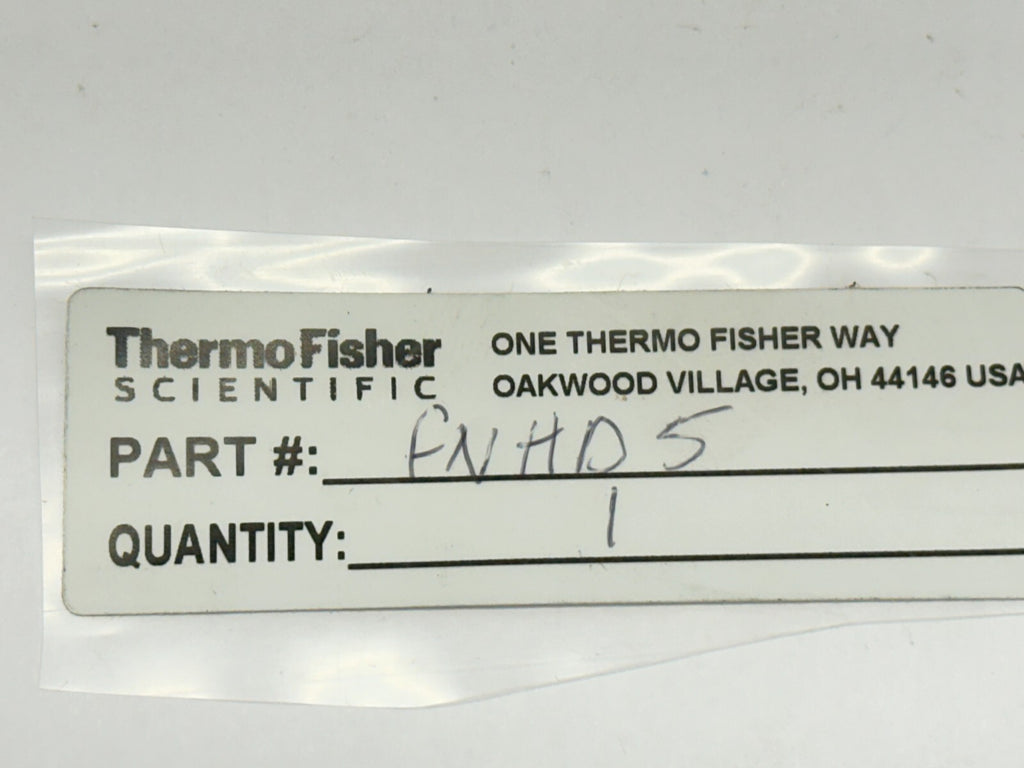 ThermoFisher
SCIENTIFIC
ONE THERMO FISHER WAY
OAKWOOD VILLAGE, OH 44146 USA
PART #: FNHD5
QUANTITY: 1